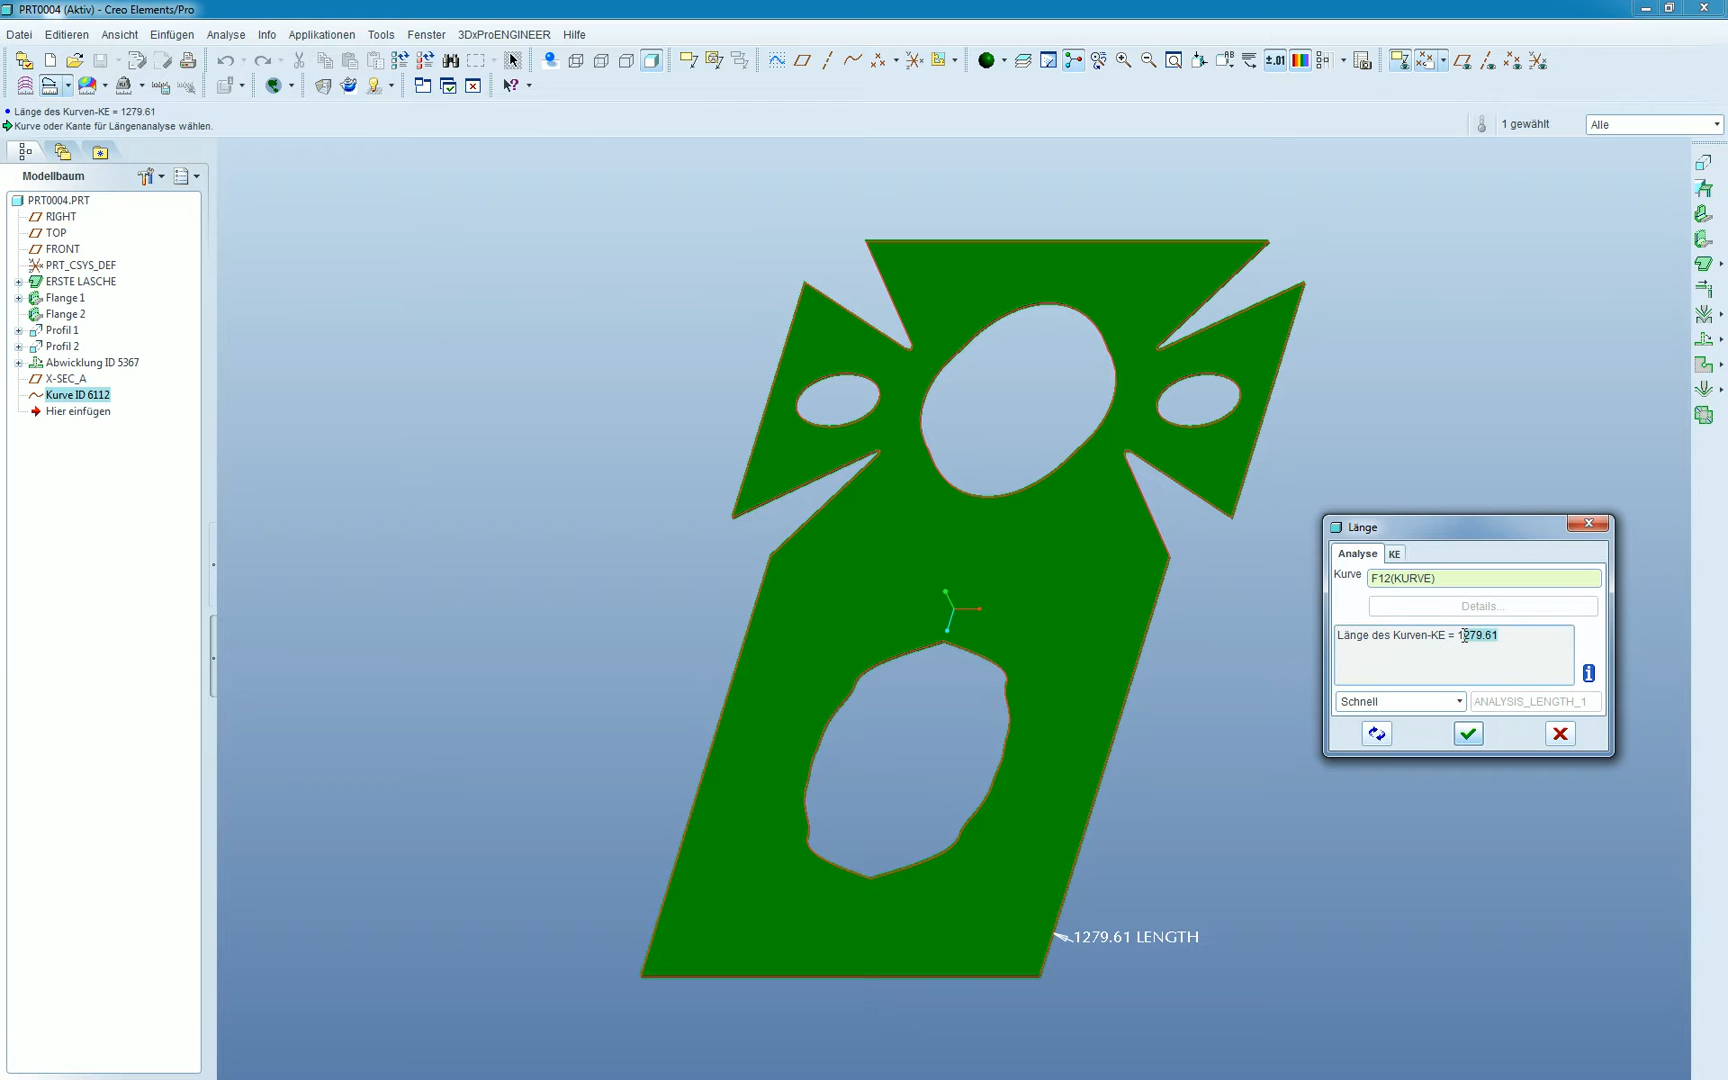 PRT0004 (Aktiv) - Creo Elements/Pro
Datei Editieren Ansicht Einfügen Analyse Info Applikationen Tools Fenster 3DxProENGINEER Hilfe
Länge des Kurven-KE = 1279.61
Kurve oder Kante für Längenanalyse wählen.
1 gewählt
Alle
Modellbaum
PRT0004.PRT
RIGHT
TOP
FRONT
PRT_CSYS_DEF
ERSTE LASCHE
Flange 1
Flange 2
Profil 1
Profil 2
Abwicklung ID 5367
X-SEC_A
Kurve ID 6112
Hier einfügen
1279.61 LENGTH
Länge
Analyse KE
Kurve F12(KURVE)
Details...
Länge des Kurven-KE = 1279.61
Schnell ANALYSIS_LENGTH_1